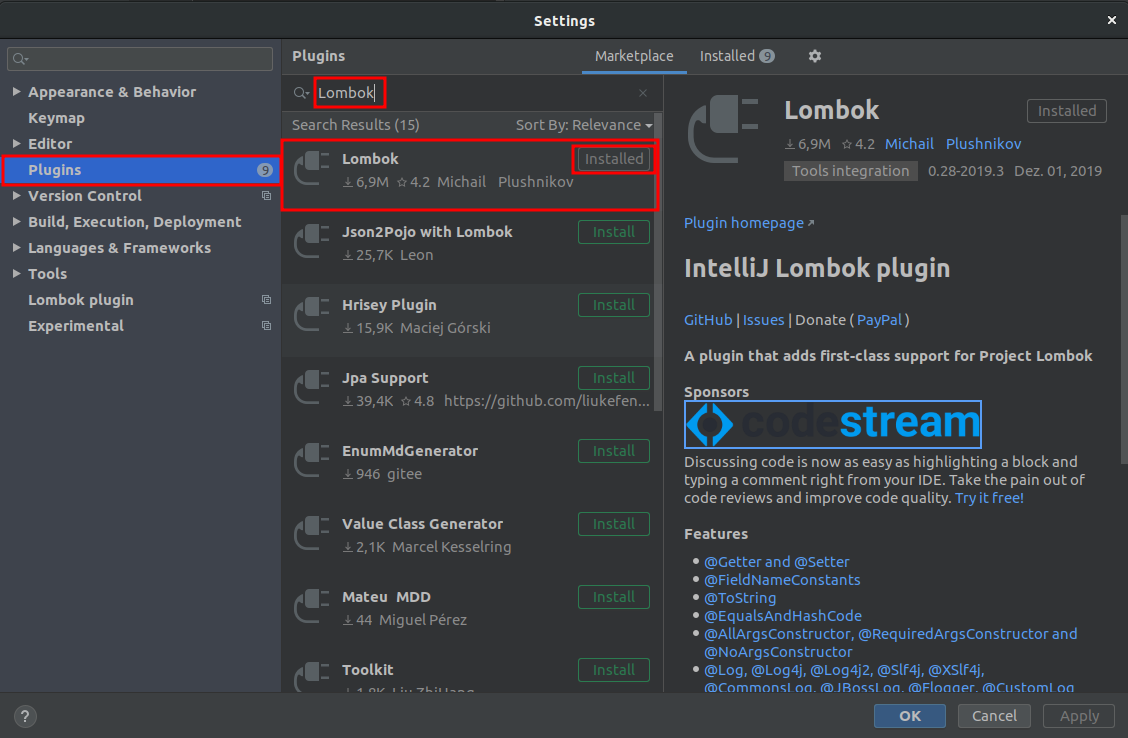 Settings
Appearance & Behavior
Keymap
Editor
Plugins 9
Version Control
Build, Execution, Deployment
Languages & Frameworks
Tools
Lombok plugin
Experimental
Plugins Marketplace Installed 9
Lombok
Search Results (15) Sort By: Relevance
Lombok Installed
6,9M 4.2 Michail Plushnikov
Json2Pojo with Lombok Install
25,7K Leon
Hrisey Plugin Install
15,9K Maciej Górski
Jpa Support Install
39,4K 4.8 https://github.com/liukefen...
EnumMdGenerator Install
946 gitee
Value Class Generator Install
2,1K Marcel Kesselring
Mateu MDD Install
44 Miguel Pérez
Toolkit Install
1,8K Liu ZhiHang
Lombok Installed
6,9M 4.2 Michail Plushnikov
Tools integration 0.28-2019.3 Dez. 01, 2019
Plugin homepage
IntelliJ Lombok plugin
GitHub | Issues | Donate ( PayPal )
A plugin that adds first-class support for Project Lombok
Sponsors
codestream
Discussing code is now as easy as highlighting a block and
typing a comment right from your IDE. Take the pain out of
code reviews and improve code quality. Try it free!
Features
@Getter and @Setter
@FieldNameConstants
@ToString
@EqualsAndHashCode
@AllArgsConstructor, @RequiredArgsConstructor and
@NoArgsConstructor
@Log, @Log4j, @Log4j2, @Slf4j, @XSlf4j,
@CommonsLog, @JBossLog, @Flogger, @CustomLog
? OK Cancel Apply